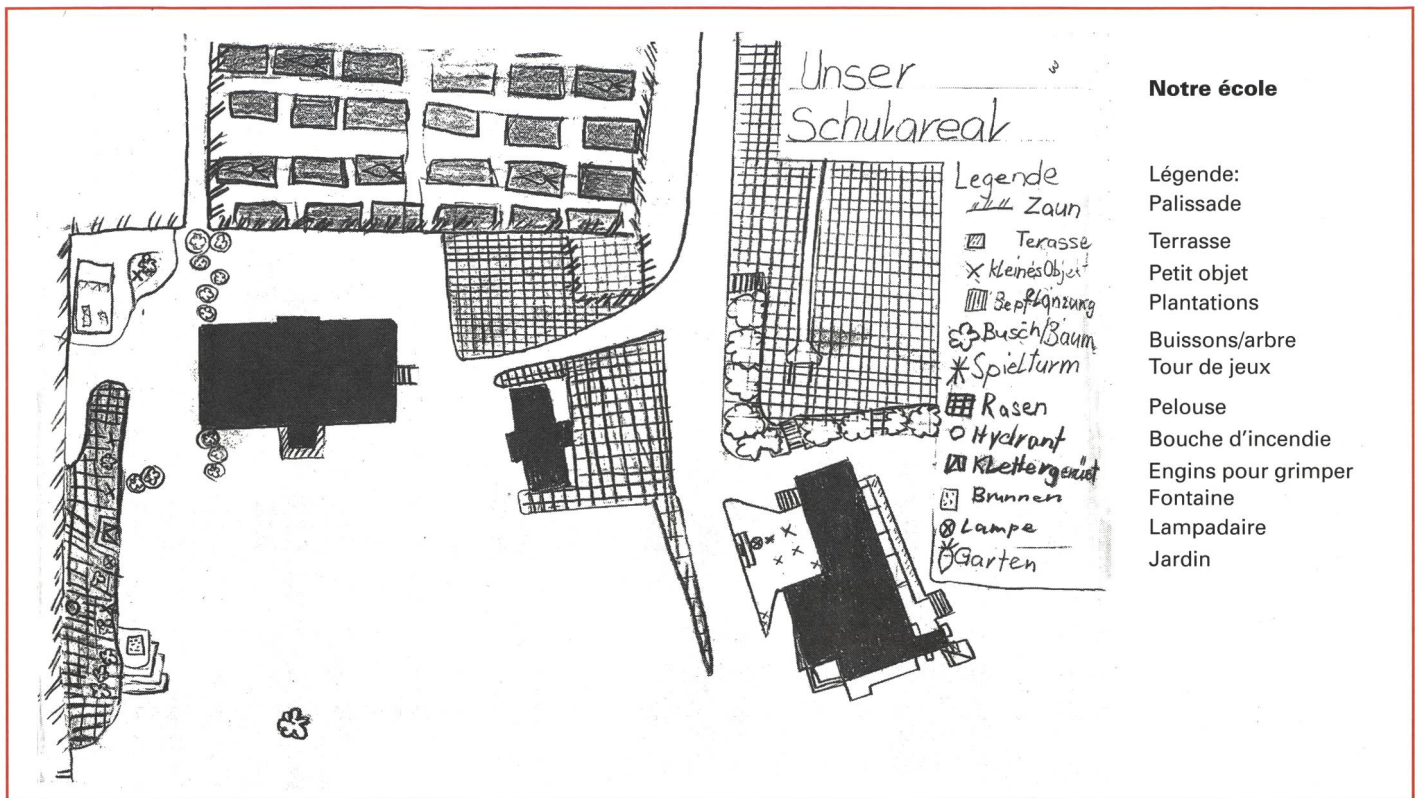 Unser
Schulareal
Legende
Zaun
Terasse
kleines Objekt
Bepflanzung
Busch/Baum
Spielturm
Rasen
Hydrant
Klettergerüst
Brunnen
Lampe
Garten
Notre école
Légende:
Palissade
Terrasse
Petit objet
Plantations
Buissons/arbre
Tour de jeux
Pelouse
Bouche d'incendie
Engins pour grimper
Fontaine
Lampadaire
Jardin